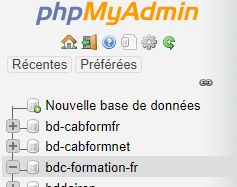 phpMyAdmin
Récentes Préférées
Nouvelle base de données
bd-cabformfr
bd-cabformnet
bdc-formation-fr